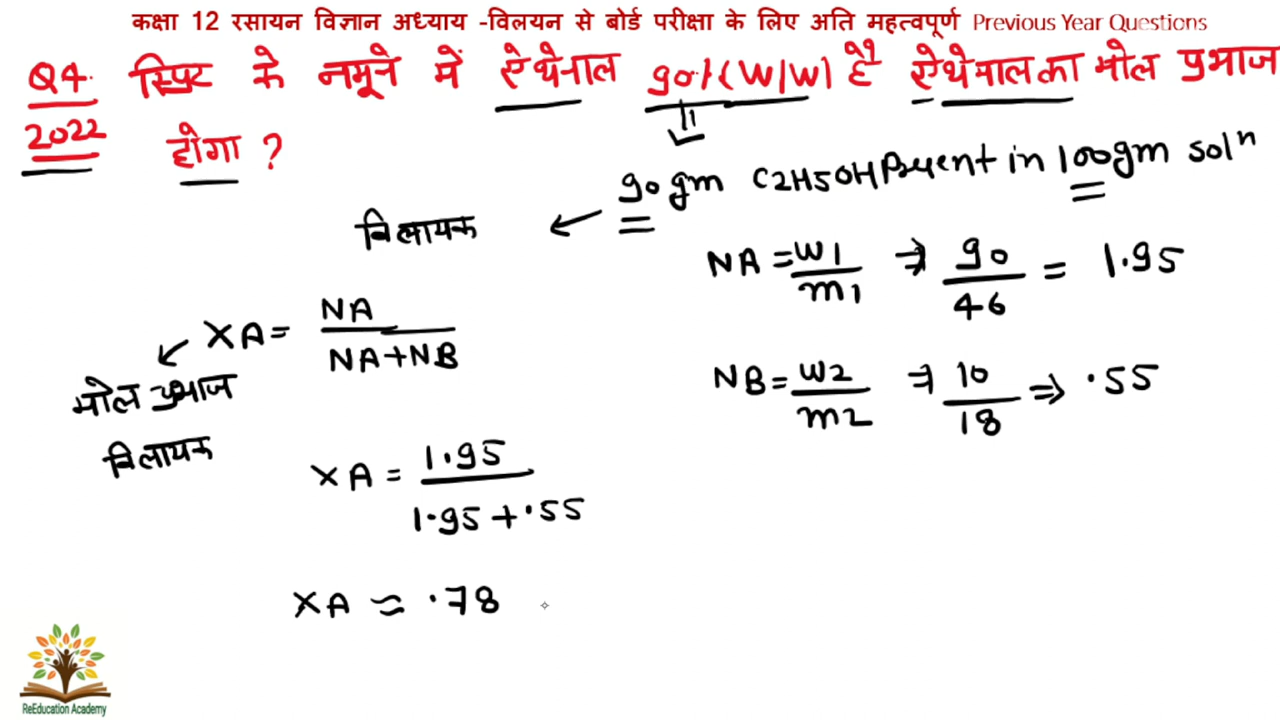 कक्षा 12 रसायन विज्ञान अध्याय -विलयन से बोर्ड परीक्षा के लिए अति महत्वपूर्ण Previous Year Questions
Q4. स्प्रिट के नमूने में ऐथेनाल 90%(W/W) है ऐथेनालका मोल प्रभाज
2022 होगा ?
90 gm C2H5OH Present in 100gm solⁿ
विलायक
NA = W1/m1 ⇒ 90/46 = 1.95
XA = NA/NA+NB
मोल प्रभाज
विलायक
NB = W2/m2 ⇒ 10/18 ⇒ .55
XA = 1.95/1.95+.55
XA ≈ .78
ReEducation Academy